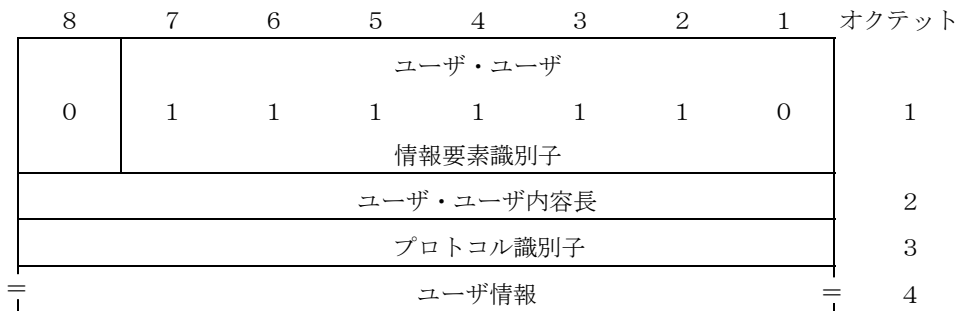 8 7 6 5 4 3 2 1 オクテット
ユーザ・ユーザ
0 1 1 1 1 1 1 0 1
情報要素識別子
ユーザ・ユーザ内容長 2
プロトコル識別子 3
= ユーザ情報 = 4